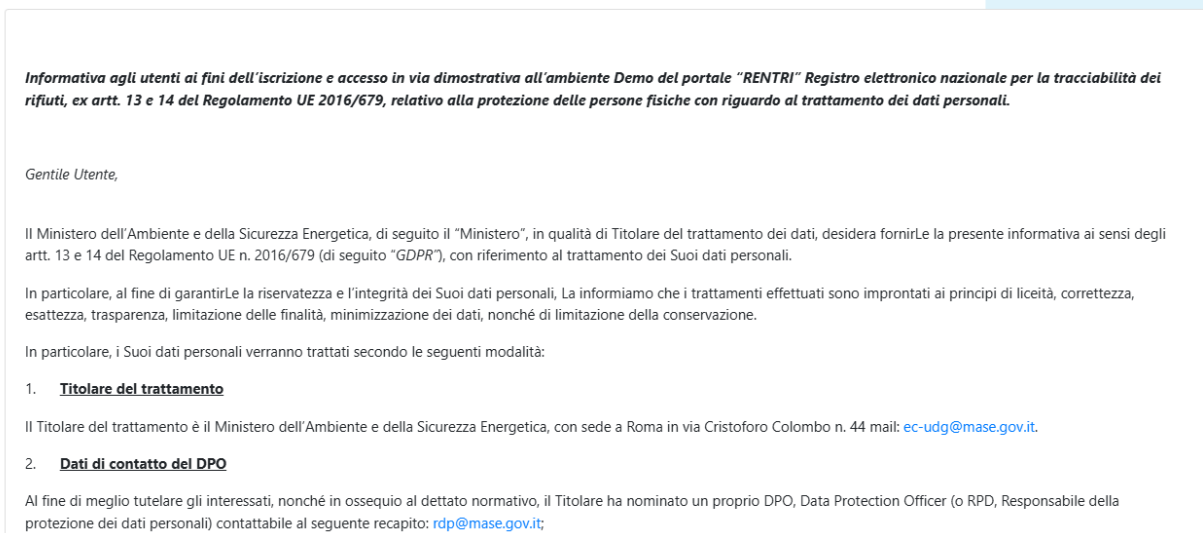 Informativa agli utenti ai fini dell'iscrizione e accesso in via dimostrativa all'ambiente Demo del portale "RENTRI" Registro elettronico nazionale per la tracciabilità dei
rifiuti, ex artt. 13 e 14 del Regolamento UE 2016/679, relativo alla protezione delle persone fisiche con riguardo al trattamento dei dati personali.
Gentile Utente,
Il Ministero dell'Ambiente e della Sicurezza Energetica, di seguito il "Ministero", in qualità di Titolare del trattamento dei dati, desidera fornirLe la presente informativa ai sensi degli
artt. 13 e 14 del Regolamento UE n. 2016/679 (di seguito "GDPR"), con riferimento al trattamento dei Suoi dati personali.
In particolare, al fine di garantirLe la riservatezza e l'integrità dei Suoi dati personali, La informiamo che i trattamenti effettuati sono improntati ai principi di liceità, correttezza,
esattezza, trasparenza, limitazione delle finalità, minimizzazione dei dati, nonché di limitazione della conservazione.
In particolare, i Suoi dati personali verranno trattati secondo le seguenti modalità:
1. Titolare del trattamento
Il Titolare del trattamento è il Ministero dell'Ambiente e della Sicurezza Energetica, con sede a Roma in via Cristoforo Colombo n. 44 mail: ec-udg@mase.gov.it.
2. Dati di contatto del DPO
Al fine di meglio tutelare gli interessati, nonché in ossequio al dettato normativo, il Titolare ha nominato un proprio DPO, Data Protection Officer (o RPD, Responsabile della
protezione dei dati personali) contattabile al seguente recapito: rdp@mase.gov.it;